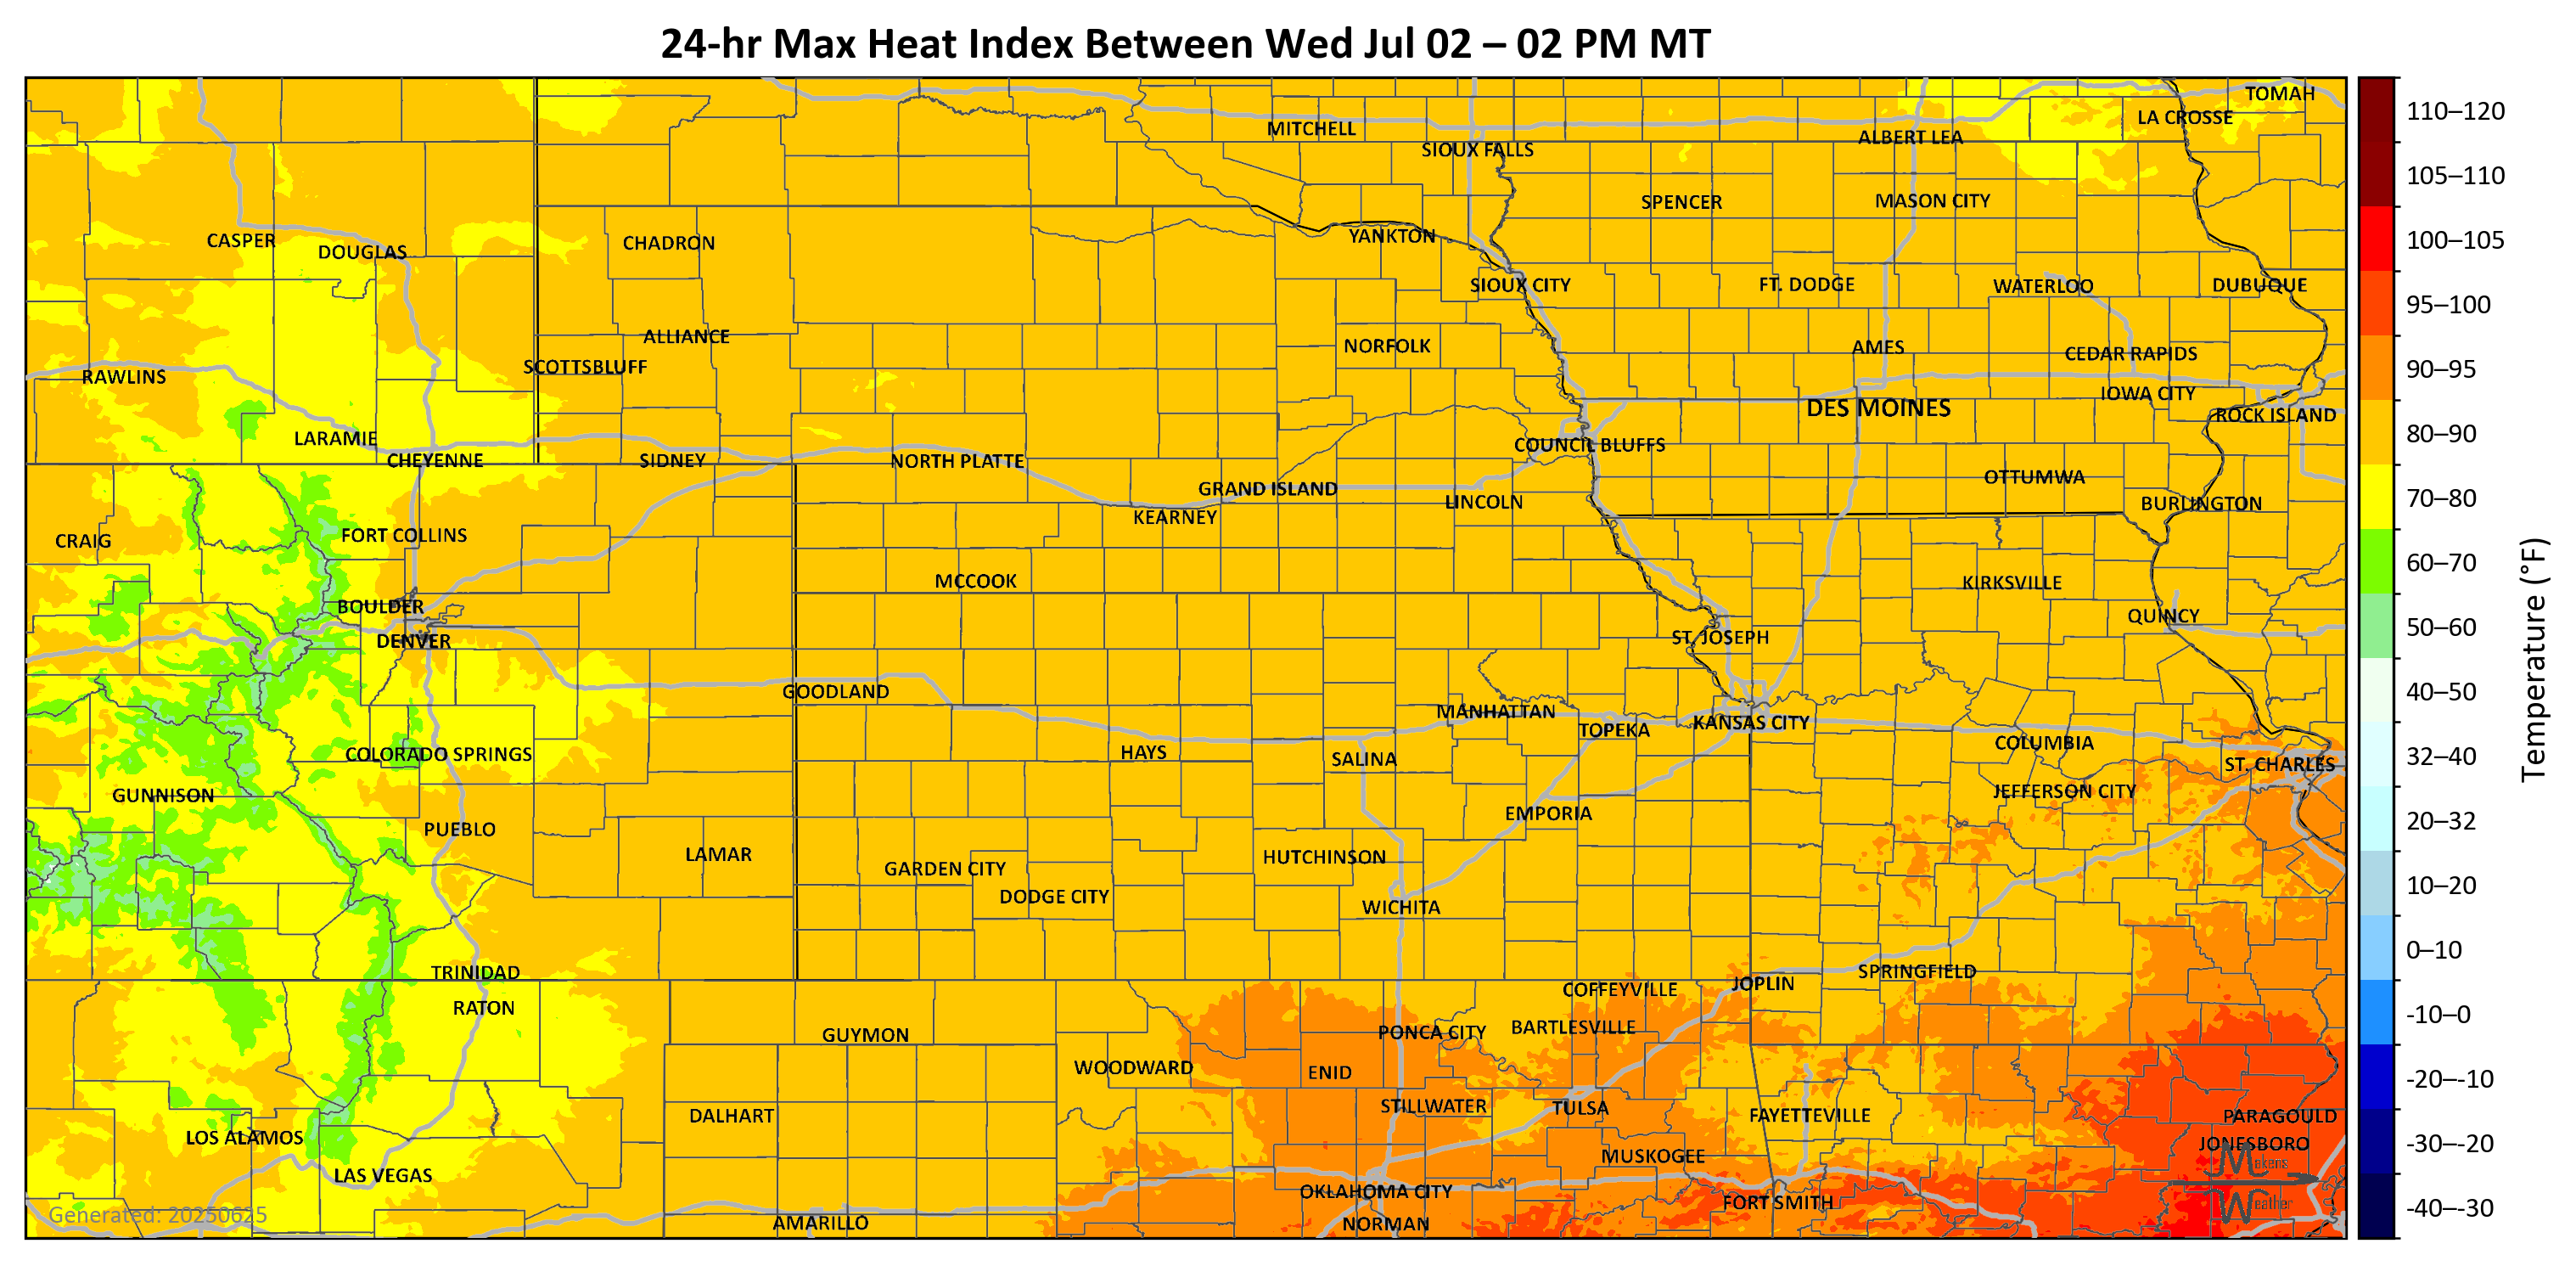 24-hr Max Heat Index Between Wed Jul 02 – 02 PM MT
TOMAH
LA CROSSE
MITCHELL
ALBERT LEA
SIOUX FALLS
SPENCER
MASON CITY
CASPER
DOUGLAS
CHADRON
YANKTON
SIOUX CITY
FT. DODGE
WATERLOO
DUBUQUE
ALLIANCE
NORFOLK
AMES
CEDAR RAPIDS
SCOTTSBLUFF
RAWLINS
IOWA CITY
DES MOINES
ROCK ISLAND
LARAMIE
COUNCIL BLUFFS
CHEYENNE
SIDNEY
NORTH PLATTE
OTTUMWA
GRAND ISLAND
LINCOLN
BURLINGTON
KEARNEY
FORT COLLINS
CRAIG
MCCOOK
KIRKSVILLE
BOULDER
QUINCY
DENVER
ST. JOSEPH
GOODLAND
MANHATTAN
TOPEKA
KANSAS CITY
COLUMBIA
COLORADO SPRINGS
HAYS
SALINA
ST. CHARLES
GUNNISON
JEFFERSON CITY
EMPORIA
PUEBLO
LAMAR
HUTCHINSON
GARDEN CITY
DODGE CITY
WICHITA
TRINIDAD
SPRINGFIELD
JOPLIN
COFFEYVILLE
RATON
BARTLESVILLE
PONCA CITY
GUYMON
WOODWARD
ENID
STILLWATER
TULSA
DALHART
FAYETTEVILLE
PARAGOULD
LOS ALAMOS
JONESBORO
MUSKOGEE
LAS VEGAS
OKLAHOMA CITY
FORT SMITH
AMARILLO
NORMAN
Makens
Weather
Generated: 20250625
110–120
105–110
100–105
95–100
90–95
80–90
70–80
60–70
50–60
40–50
32–40
20–32
10–20
0–10
-10–0
-20–-10
-30–-20
-40–-30
Temperature (°F)